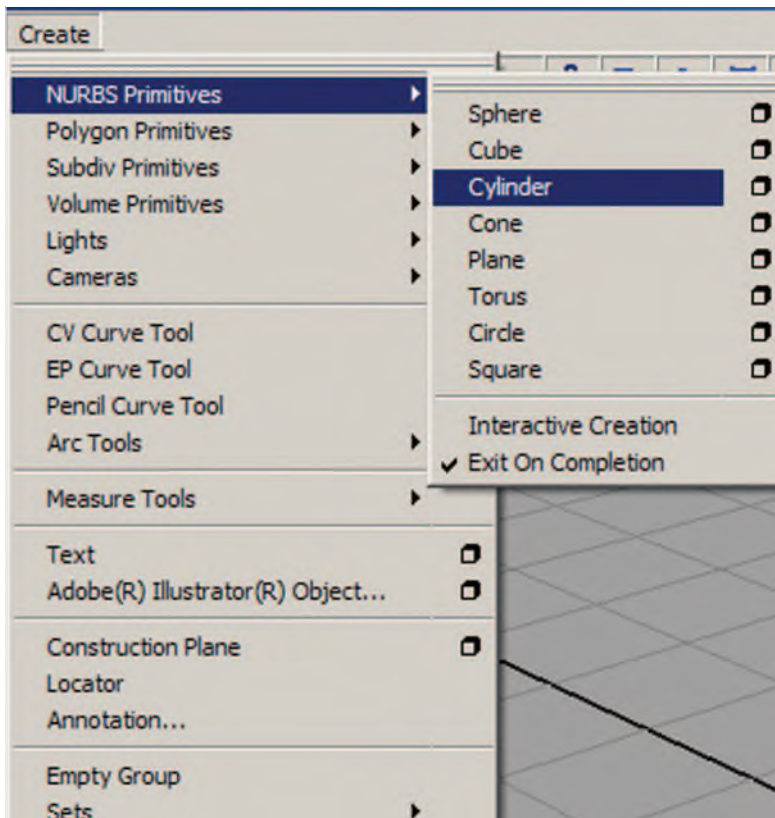 Create
NURBS Primitives
Polygon Primitives
Subdiv Primitives
Volume Primitives
Lights
Cameras
CV Curve Tool
EP Curve Tool
Pencil Curve Tool
Arc Tools
Measure Tools
Text
Adobe(R) Illustrator(R) Object...
Construction Plane
Locator
Annotation...
Empty Group
Sets
Sphere
Cube
Cylinder
Cone
Plane
Torus
Circle
Square
Interactive Creation
Exit On Completion